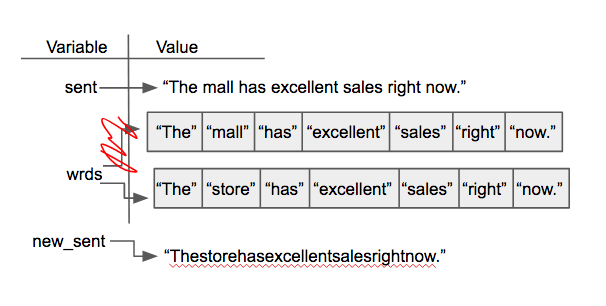 Variable Value
sent “The mall has excellent sales right now.”
“The” “mall” “has” “excellent” “sales” “right” “now.”
wrds
“The” “store” “has” “excellent” “sales” “right” “now.”
new_sent
“Thestorehasexcellentsalesrightnow.”